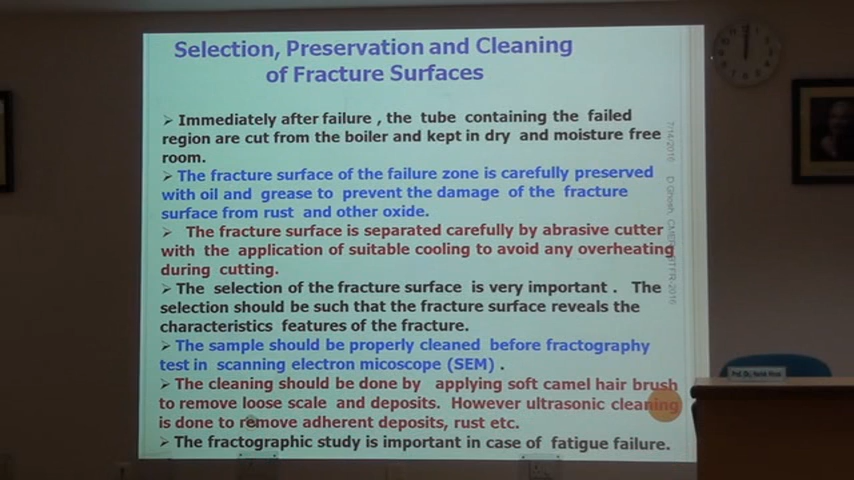 Selection, Preservation and Cleaning
of Fracture Surfaces
➢ Immediately after failure , the tube containing the failed
region are cut from the boiler and kept in dry and moisture free
room.
➢ The fracture surface of the failure zone is carefully preserved
with oil and grease to prevent the damage of the fracture
surface from rust and other oxide.
➢ The fracture surface is separated carefully by abrasive cutter
with the application of suitable cooling to avoid any overheating
during cutting.
➢ The selection of the fracture surface is very important . The
selection should be such that the fracture surface reveals the
characteristics features of the fracture.
➢ The sample should be properly cleaned before fractography
test in scanning electron micoscope (SEM) .
➢ The cleaning should be done by applying soft camel hair brush
to remove loose scale and deposits. However ultrasonic cleaning
is done to remove adherent deposits, rust etc.
➢ The fractographic study is important in case of fatigue failure.
7/14/2016